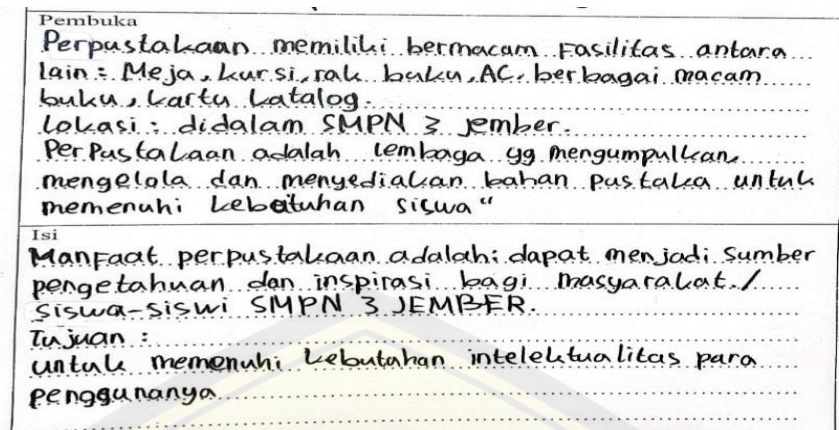 Pembuka
Perpustakaan memiliki bermacam Fasilitas antara
lain : Meja, kursi, rak buku, AC, berbagai macam
buku, kartu katalog.
Lokasi : didalam SMPN 3 Jember.
Perpustakaan adalah lembaga yg mengumpulkan,
mengelola dan menyediakan bahan pustaka untuk
memenuhi kebutuhan siswa"
Isi
Manfaat perpustakaan adalah : dapat menjadi sumber
pengetahuan dan inspirasi bagi masyarakat /
siswa-siswi SMPN 3 JEMBER.
Tujuan :
untuk memenuhi kebutahan intelektualitas para
penggunanya